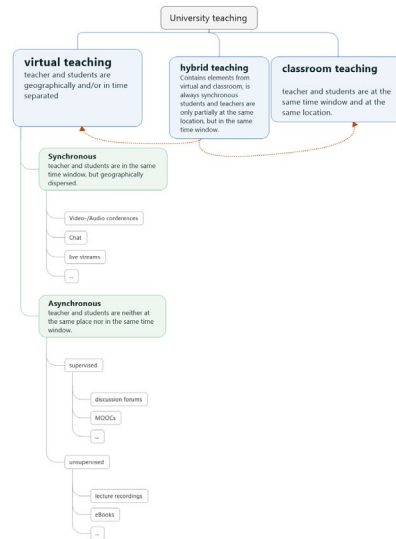 University teaching
virtual teaching
teacher and students are
geographically and/or in time
separated
hybrid teaching
Contains elements from
virtual and classroom, is
always synchronous
students and teachers are
only partially at the same
location, but in the same
time window.
classroom teaching
teacher and students are at the
same time window and at the
same location.
Synchronous
teacher and students are in the same
time window, but geographically
dispersed.
Video-/Audio conferences
Chat
live streams
...
Asynchronous
teacher and students are neither at
the same place nor in the same time
window.
supervised
discussion forums
MOOCs
...
unsupervised
lecture recordings
eBooks
...